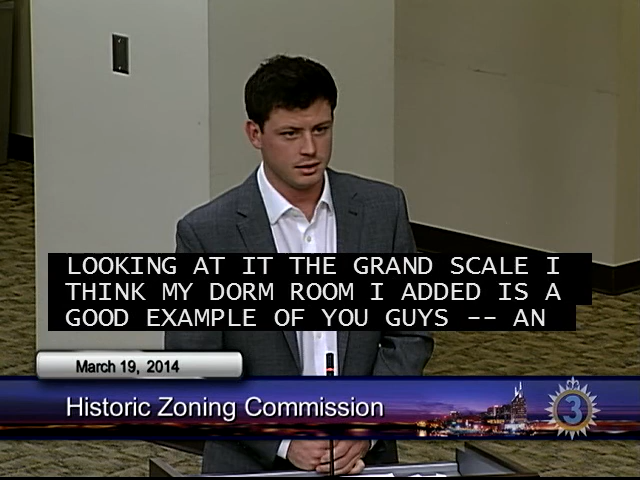 LOOKING AT IT THE GRAND SCALE I
THINK MY DORM ROOM I ADDED IS A
GOOD EXAMPLE OF YOU GUYS -- AN
March 19, 2014
Historic Zoning Commission
3